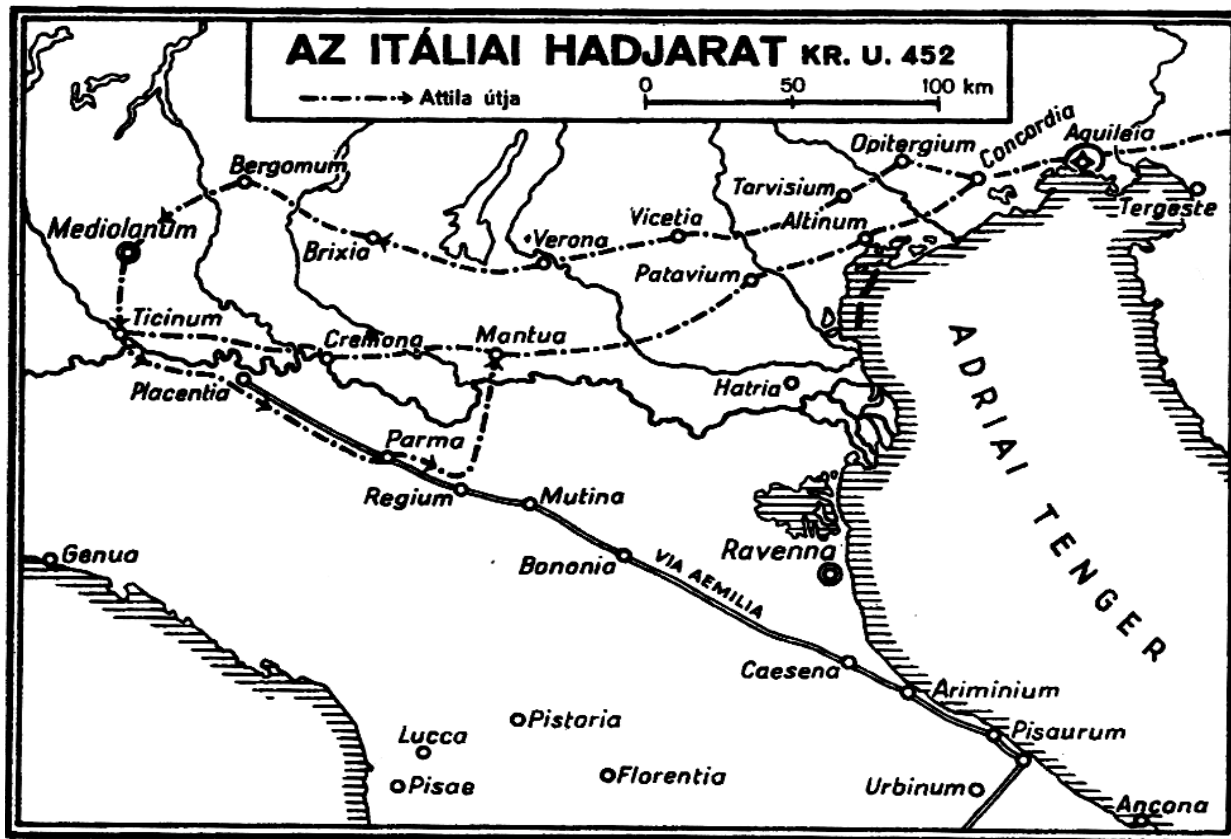 AZ ITÁLIAI HADJARAT KR. U. 452
Attila útja
0 50 100 km
Bergomum
Opitergium
Concordia
Aquileia
Tergeste
Tarvisium
Altinum
Vicetia
Verona
Brixia
Mediolanum
Patavium
Ticinum
Cremona
Mantua
Placentia
Hatria
Parma
Regium
Mutina
ADRIAI TENGER
Genua
Bononia
VIA AEMILIA
Ravenna
Caesena
Ariminium
Pistoria
Pisaurum
Lucca
Pisae
Florentia
Urbinum
Ancona